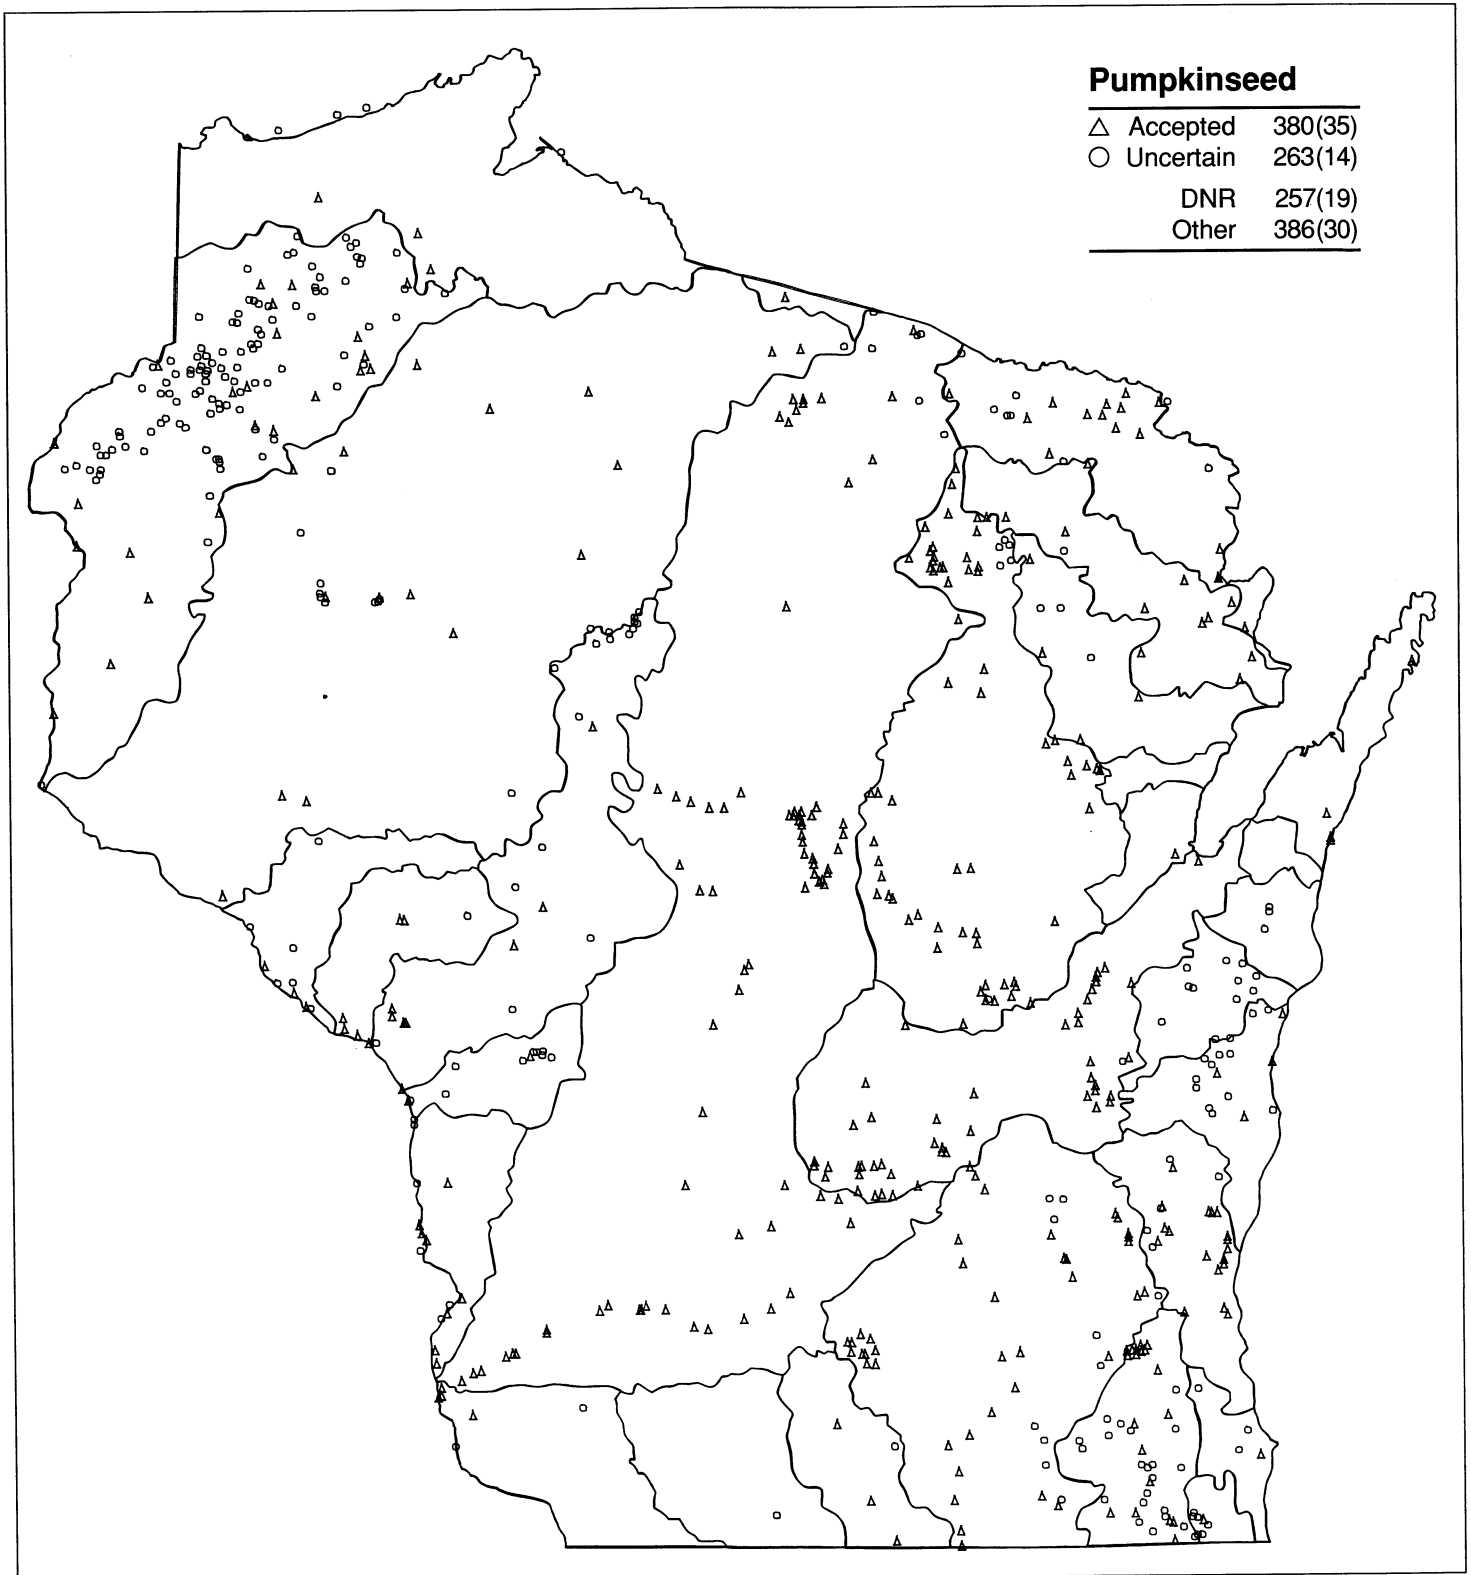 Pumpkinseed
△ Accepted 380(35)
○ Uncertain 263(14)
DNR 257(19)
Other 386(30)